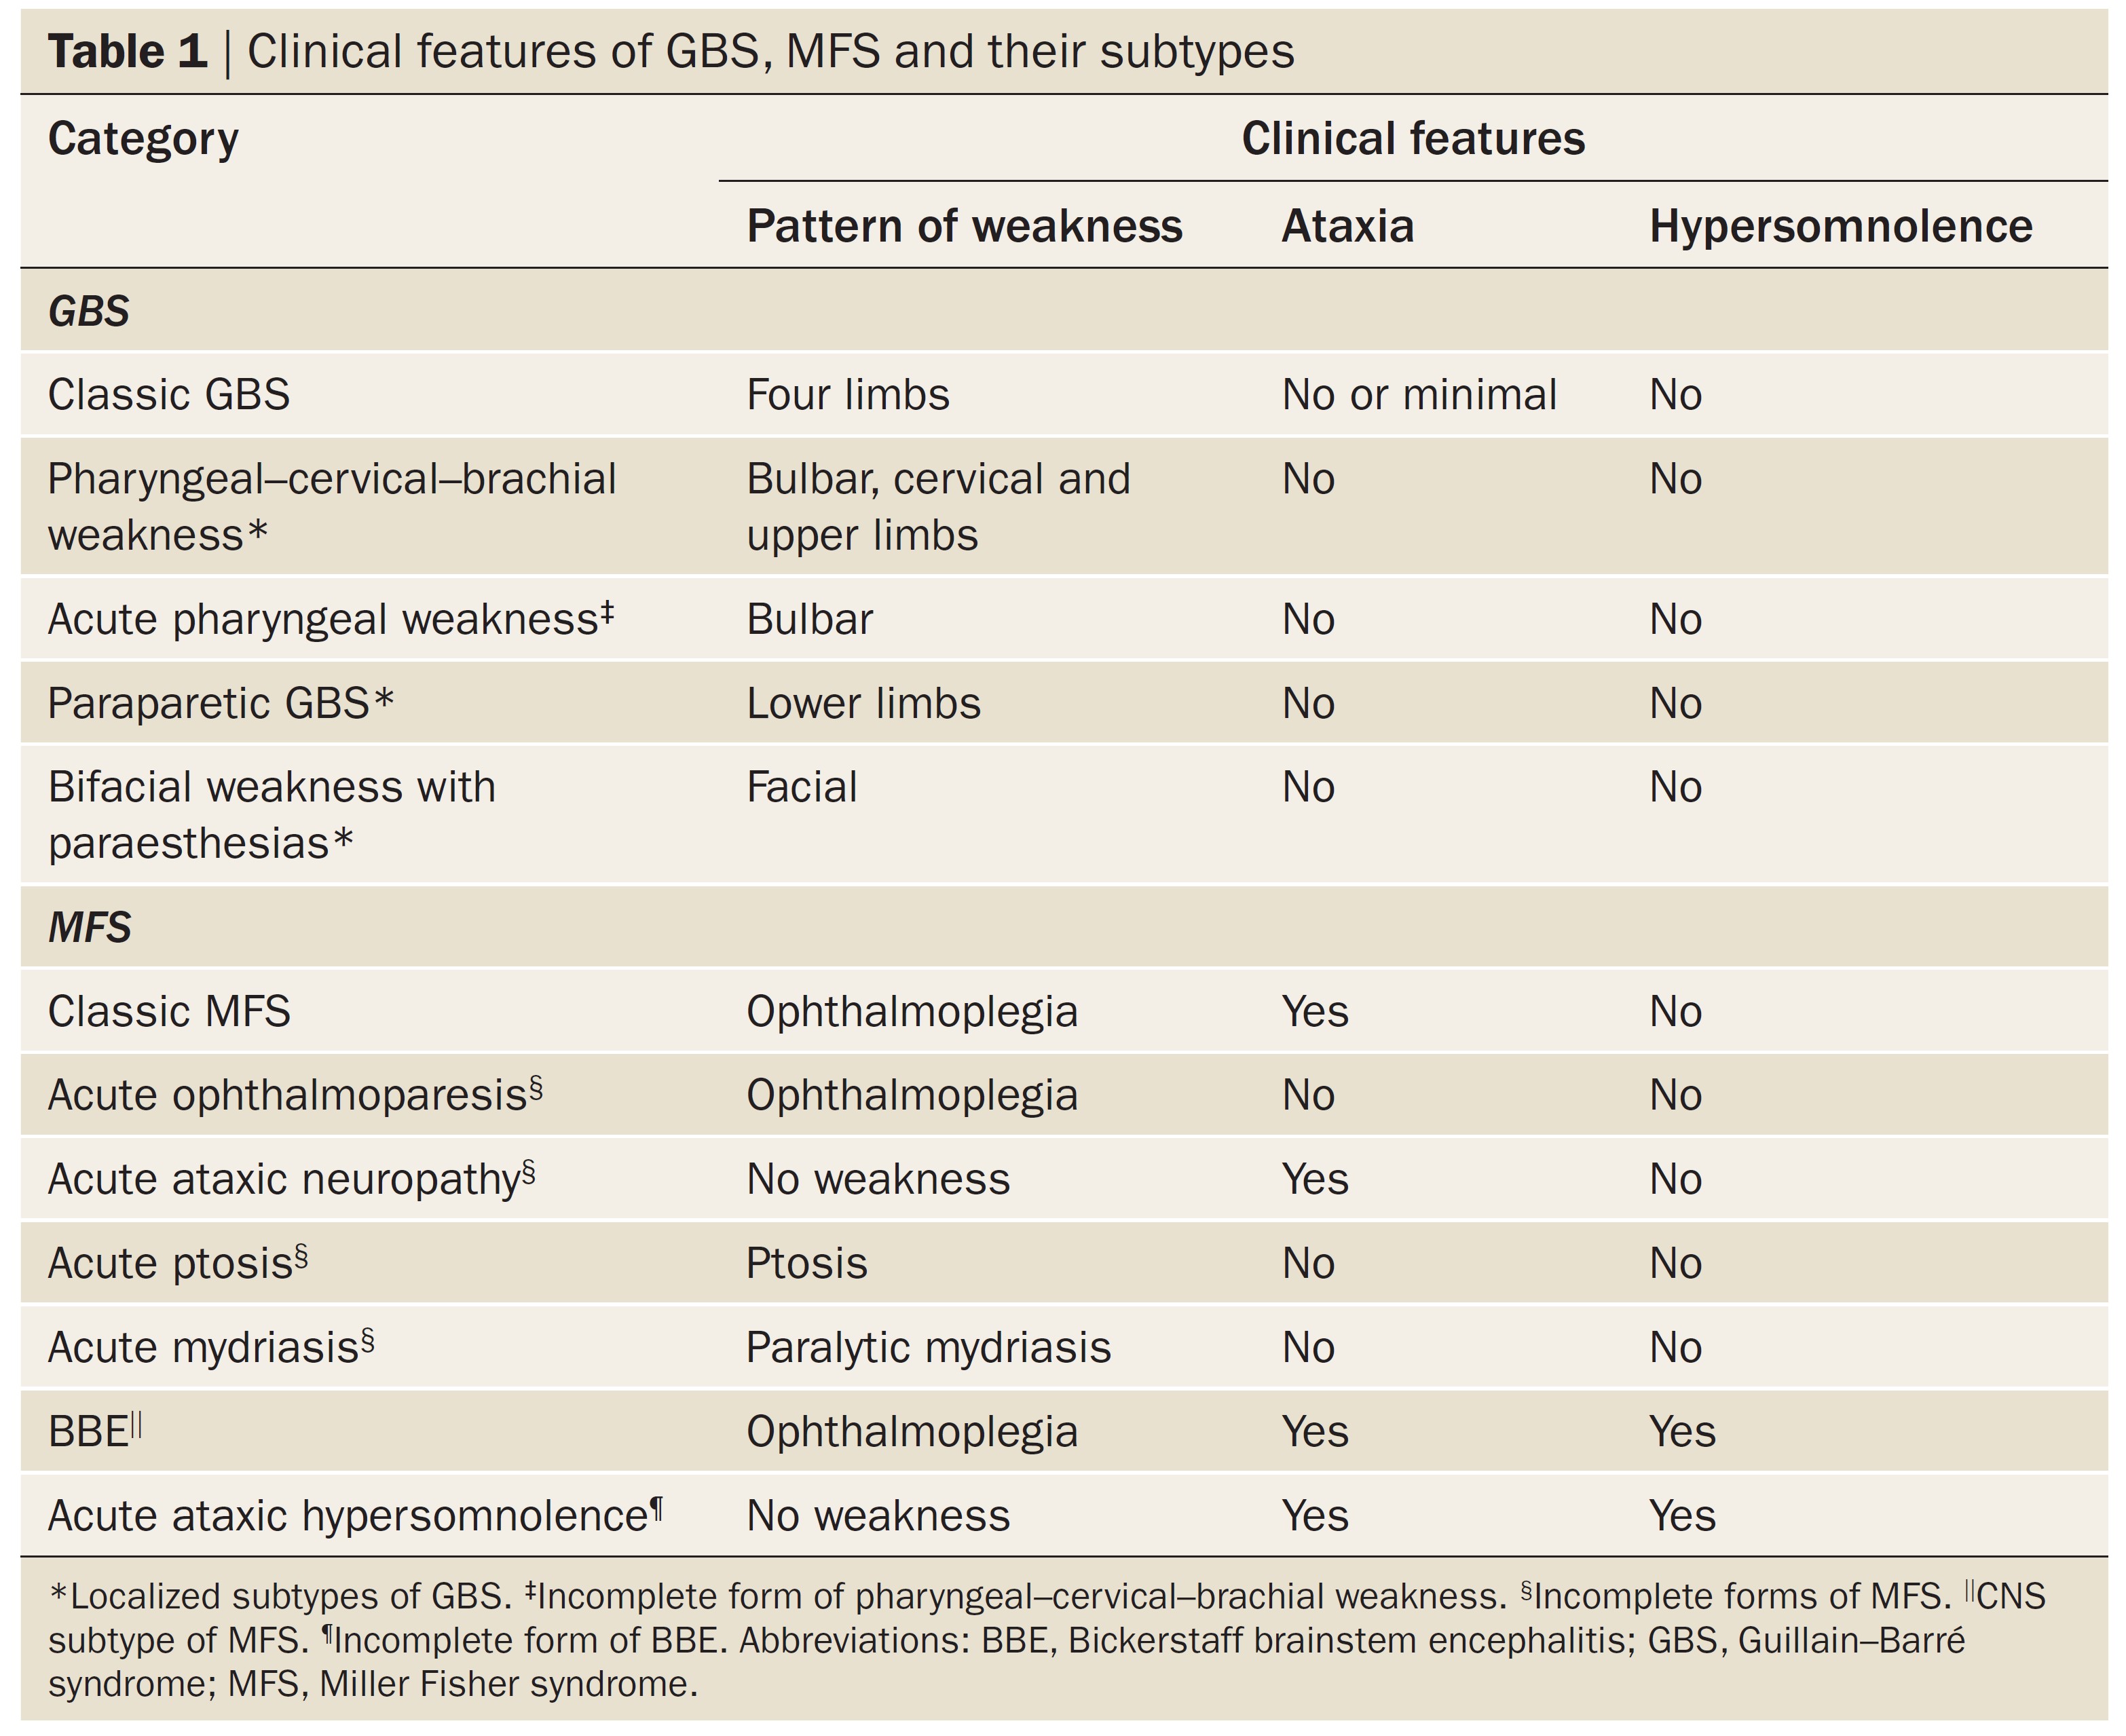 Table 1 | Clinical features of GBS, MFS and their subtypes
Category Clinical features
Pattern of weakness Ataxia Hypersomnolence
GBS
Classic GBS Four limbs No or minimal No
Pharyngeal–cervical–brachial Bulbar, cervical and No No
weakness* upper limbs
Acute pharyngeal weakness‡ Bulbar No No
Paraparetic GBS* Lower limbs No No
Bifacial weakness with Facial No No
paraesthesias*
MFS
Classic MFS Ophthalmoplegia Yes No
Acute ophthalmoparesis§ Ophthalmoplegia No No
Acute ataxic neuropathy§ No weakness Yes No
Acute ptosis§ Ptosis No No
Acute mydriasis§ Paralytic mydriasis No No
BBE|| Ophthalmoplegia Yes Yes
Acute ataxic hypersomnolence¶ No weakness Yes Yes
*Localized subtypes of GBS. ‡Incomplete form of pharyngeal–cervical–brachial weakness. §Incomplete forms of MFS. ||CNS
subtype of MFS. ¶Incomplete form of BBE. Abbreviations: BBE, Bickerstaff brainstem encephalitis; GBS, Guillain–Barré
syndrome; MFS, Miller Fisher syndrome.